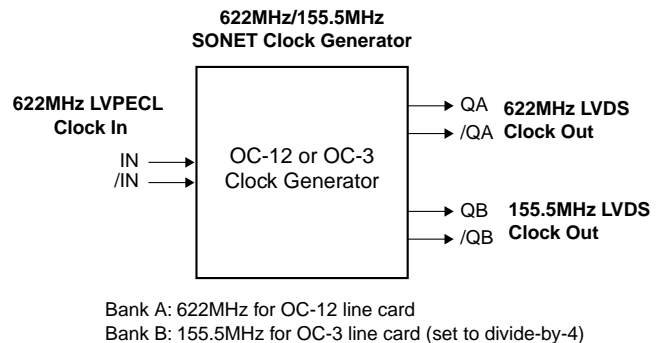 622MHz/155.5MHz
SONET Clock Generator
622MHz LVPECL
Clock In
IN
/IN
OC-12 or OC-3
Clock Generator
QA
/QA
622MHz LVDS
Clock Out
QB
/QB
155.5MHz LVDS
Clock Out
Bank A: 622MHz for OC-12 line card
Bank B: 155.5MHz for OC-3 line card (set to divide-by-4)